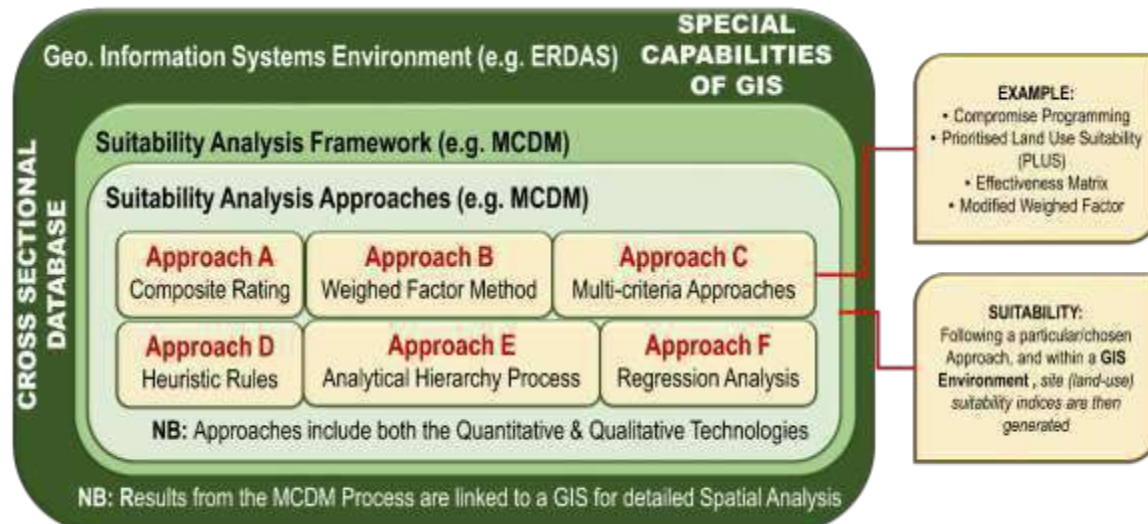 Geo. Information Systems Environment (e.g. ERDAS)
SPECIAL
CAPABILITIES
OF GIS
CROSS SECTIONAL
DATABASE
Suitability Analysis Framework (e.g. MCDM)
Suitability Analysis Approaches (e.g. MCDM)
Approach A
Composite Rating
Approach B
Weighed Factor Method
Approach C
Multi-criteria Approaches
Approach D
Heuristic Rules
Approach E
Analytical Hierarchy Process
Approach F
Regression Analysis
NB: Approaches include both the Quantitative & Qualitative Technologies
NB: Results from the MCDM Process are linked to a GIS for detailed Spatial Analysis
EXAMPLE:
• Compromise Programming
• Prioritised Land Use Suitability
(PLUS)
• Effectiveness Matrix
• Modified Weighed Factor
SUITABILITY:
Following a particular/chosen
Approach, and within a GIS
Environment , site (land-use)
suitability indices are then
generated